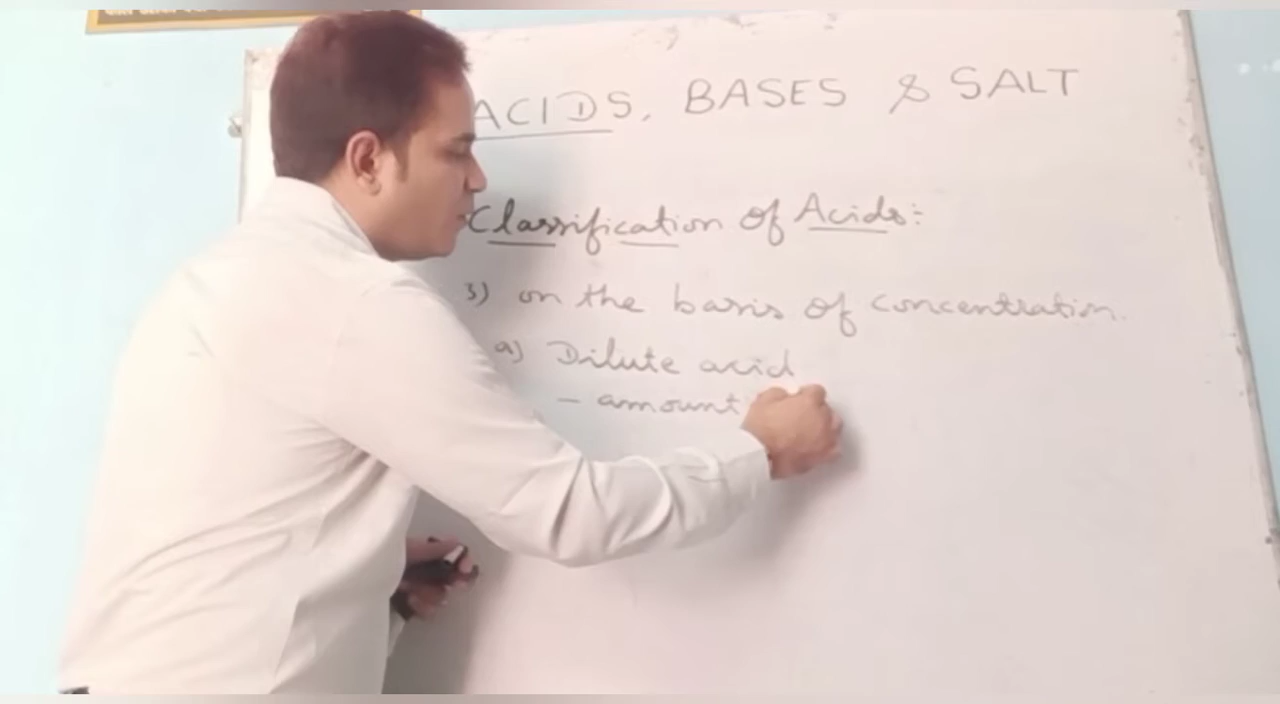 ACIDS, BASES & SALT
Classification of Acids:-
3) on the basis of concentration.
a) Dilute acid
- amount